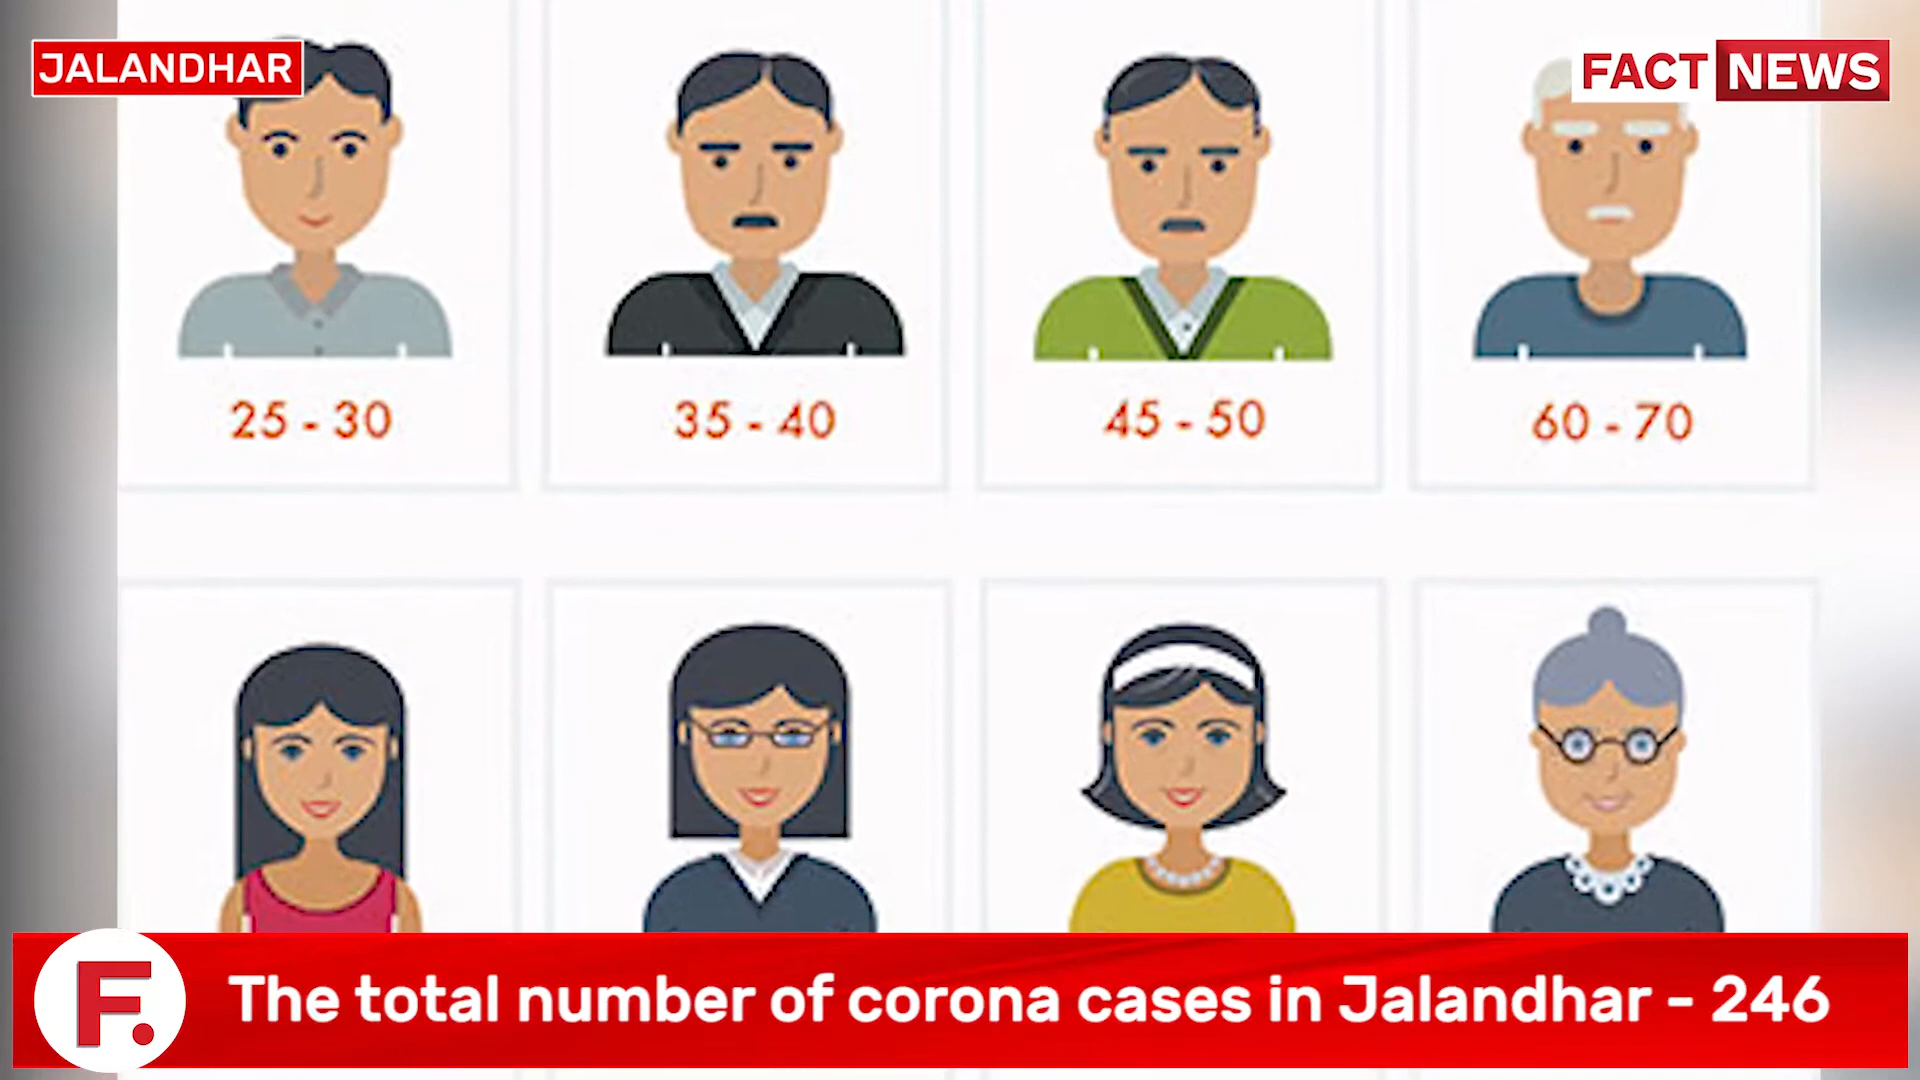 JALANDHAR
FACT NEWS
25 - 30
35 - 40
45 - 50
60 - 70
F.
The total number of corona cases in Jalandhar - 246